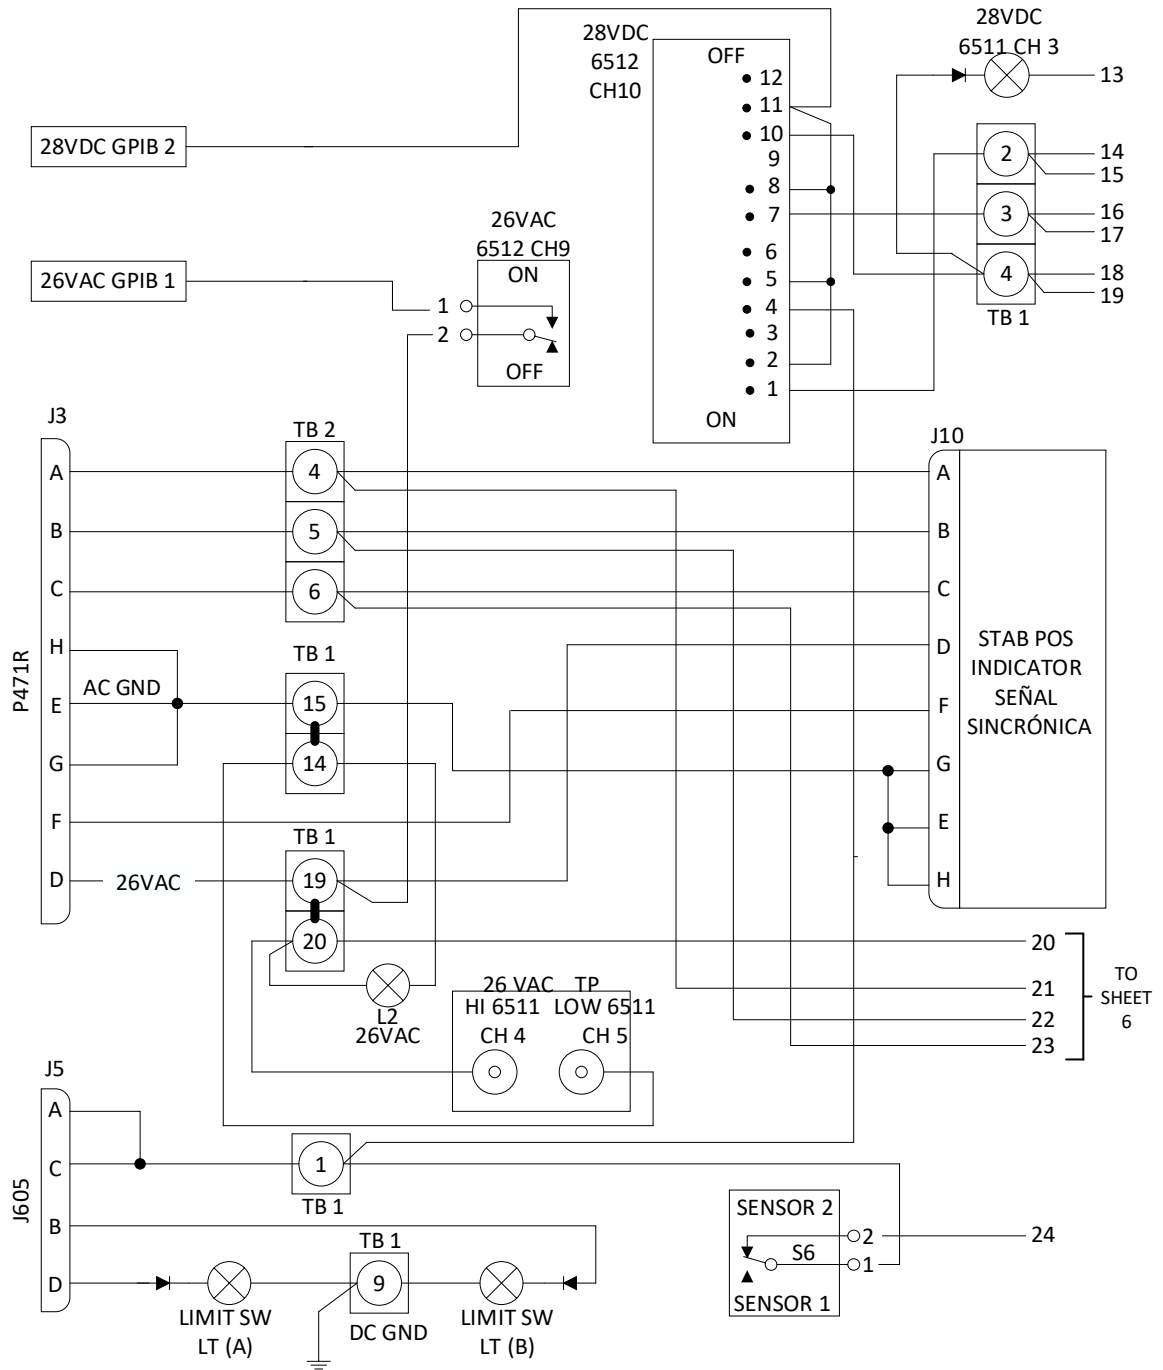 28VDC
6512
CH10
28VDC
6511 CH 3
OFF
12
11
10
9
8
7
6
5
4
3
2
1
ON
13
2
14
15
3
16
17
4
18
19
TB 1
28VDC GPIB 2
26VAC GPIB 1
26VAC
6512 CH9
ON
1
2
OFF
J3
P471R
A
B
C
H
E
G
F
D
AC GND
26VAC
TB 2
4
5
6
TB 1
15
14
TB 1
19
20
L2
26VAC
26 VAC TP
HI 6511 LOW 6511
CH 4 CH 5
J10
A
B
C
D
F
G
E
H
STAB POS
INDICATOR
SEÑAL
SINCRÓNICA
20
21
22
23
TO
SHEET
6
J5
J605
A
C
B
D
1
TB 1
TB 1
9
DC GND
LIMIT SW
LT (A)
LIMIT SW
LT (B)
SENSOR 2
S6
2
1
SENSOR 1
24